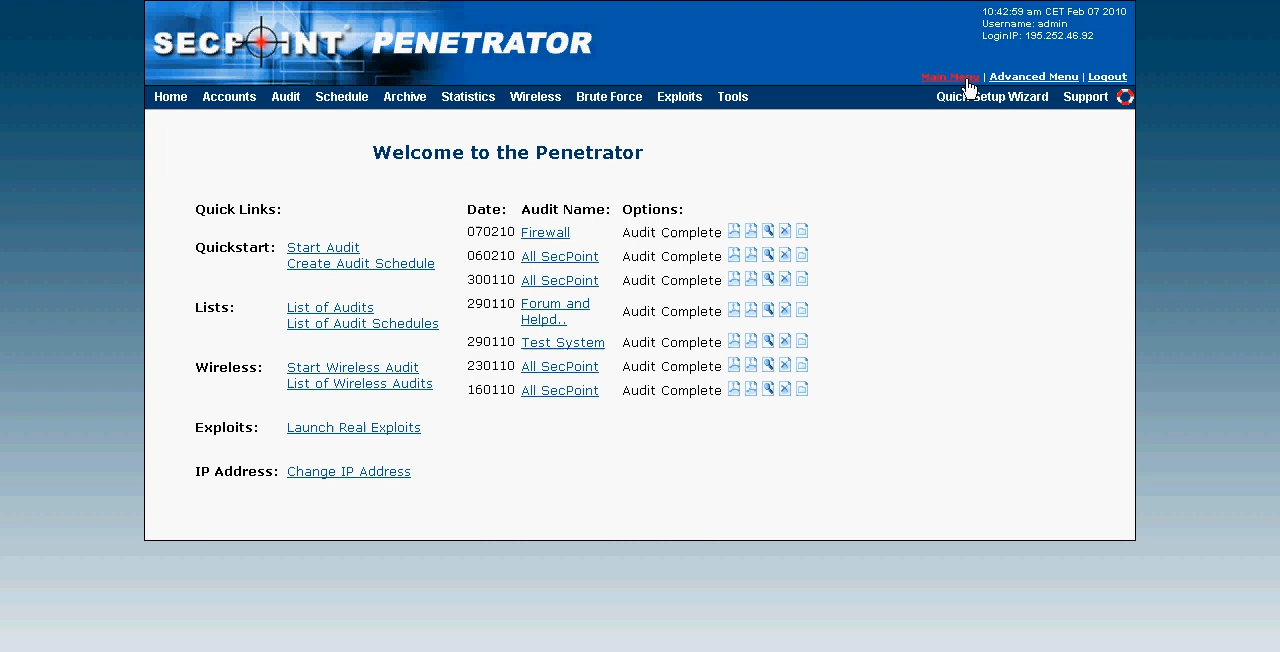 10:42:59 am CET Feb 07 2010
Username: admin
LoginIP: 195.252.46.92
SECPOINT PENETRATOR
Main Menu | Advanced Menu | Logout
Home Accounts Audit Schedule Archive Statistics Wireless Brute Force Exploits Tools Quick Setup Wizard Support
Welcome to the Penetrator
Quick Links:
Quickstart: Start Audit
Create Audit Schedule
Lists: List of Audits
List of Audit Schedules
Wireless: Start Wireless Audit
List of Wireless Audits
Exploits: Launch Real Exploits
IP Address: Change IP Address
Date: Audit Name: Options:
070210 Firewall Audit Complete
060210 All SecPoint Audit Complete
300110 All SecPoint Audit Complete
290110 Forum and Helpd.. Audit Complete
290110 Test System Audit Complete
230110 All SecPoint Audit Complete
160110 All SecPoint Audit Complete